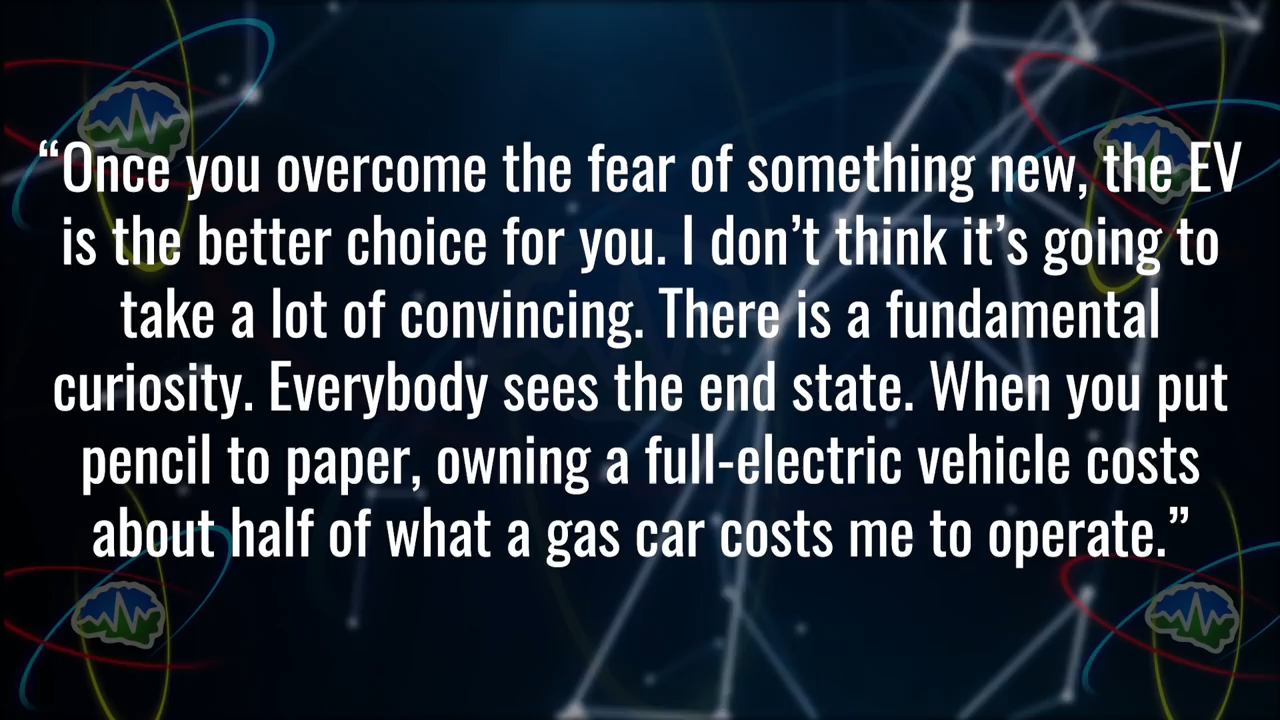 “Once you overcome the fear of something new, the EV
is the better choice for you. I don’t think it’s going to
take a lot of convincing. There is a fundamental
curiosity. Everybody sees the end state. When you put
pencil to paper, owning a full-electric vehicle costs
about half of what a gas car costs me to operate.”